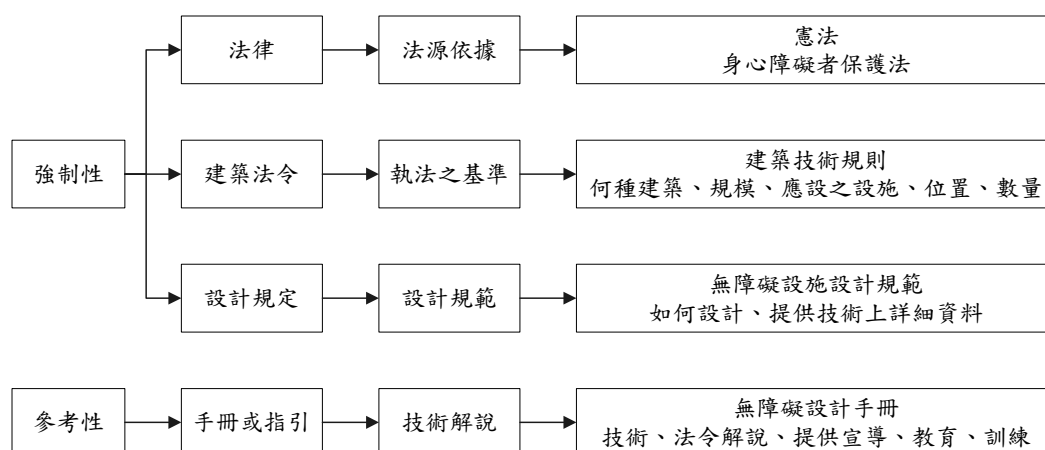 法律
法源依據
憲法
身心障礙者保護法
強制性
建築法令
執法之基準
建築技術規則
何種建築、規模、應設之設施、位置、數量
設計規定
設計規範
無障礙設施設計規範
如何設計、提供技術上詳細資料
參考性
手冊或指引
技術解說
無障礙設計手冊
技術、法令解說、提供宣導、教育、訓練